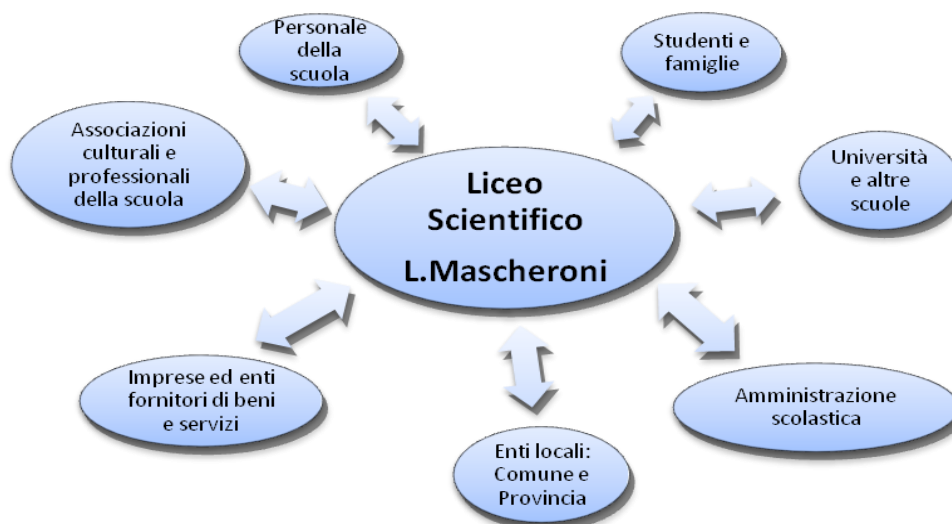 Personale
della
scuola
Studenti e
famiglie
Associazioni
culturali e
professionali
della scuola
Università
e altre
scuole
Liceo
Scientifico
L.Mascheroni
Imprese ed enti
fornitori di beni
e servizi
Amministrazione
scolastica
Enti locali:
Comune e
Provincia